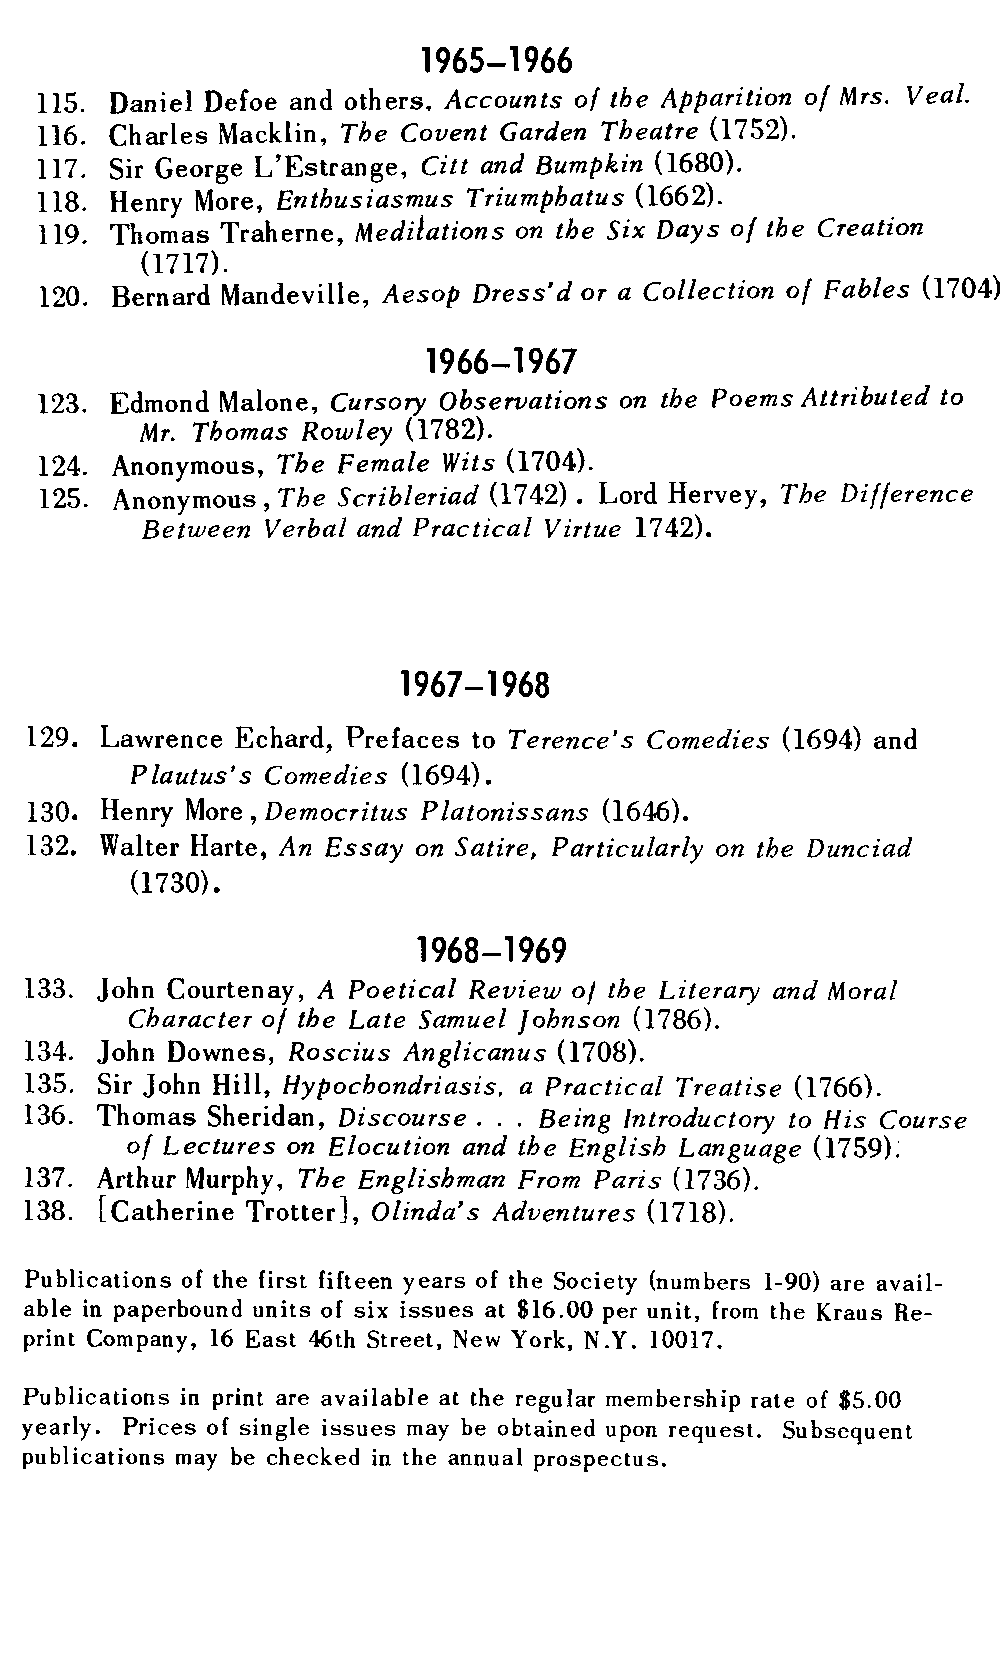 1965–1966
115. Daniel Defoe and others, Accounts of the Apparition of Mrs. Veal.
116. Charles Macklin, The Covent Garden Theatre (1752).
117. Sir George L'Estrange, Citt and Bumpkin (1680).
118. Henry More, Enthusiasmus Triumphatus (1662).
119. Thomas Traherne, Meditations on the Six Days of the Creation
(1717).
120. Bernard Mandeville, Aesop Dress'd or a Collection of Fables (1704)
1966–1967
123. Edmond Malone, Cursory Observations on the Poems Attributed to
Mr. Thomas Rowley (1782).
124. Anonymous, The Female Wits (1704).
125. Anonymous, The Scribleriad (1742). Lord Hervey, The Difference
Between Verbal and Practical Virtue 1742).
1967–1968
129. Lawrence Echard, Prefaces to Terence's Comedies (1694) and
Plautus's Comedies (1694).
130. Henry More, Democritus Platonissans (1646).
132. Walter Harte, An Essay on Satire, Particularly on the Dunciad
(1730).
1968–1969
133. John Courtenay, A Poetical Review of the Literary and Moral
Character of the Late Samuel Johnson (1786).
134. John Downes, Roscius Anglicanus (1708).
135. Sir John Hill, Hypochondriasis, a Practical Treatise (1766).
136. Thomas Sheridan, Discourse . . . Being Introductory to His Course
of Lectures on Elocution and the English Language (1759).
137. Arthur Murphy, The Englishman From Paris (1736).
138. [Catherine Trotter], Olinda's Adventures (1718).
Publications of the first fifteen years of the Society (numbers 1-90) are avail-
able in paperbound units of six issues at $16.00 per unit, from the Kraus Re-
print Company, 16 East 46th Street, New York, N.Y. 10017.
Publications in print are available at the regular membership rate of $5.00
yearly. Prices of single issues may be obtained upon request. Subsequent
publications may be checked in the annual prospectus.